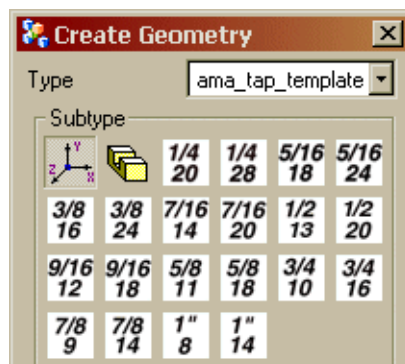 Create Geometry
Type ama_tap_template
Subtype
Y Z X 1/4 1/4 5/16 5/16
20 28 18 24
3/8 3/8 7/16 7/16 1/2 1/2
16 24 14 20 13 20
9/16 9/16 5/8 5/8 3/4 3/4
12 18 11 18 10 16
7/8 7/8 1" 1"
9 14 8 14